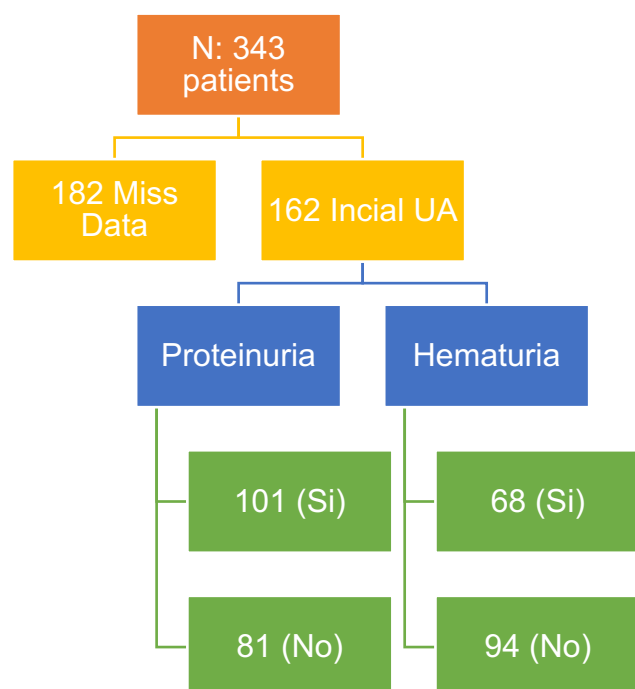 N: 343
patients
182 Miss
Data
162 Incial UA
Proteinuria
Hematuria
101 (Si)
68 (Si)
81 (No)
94 (No)